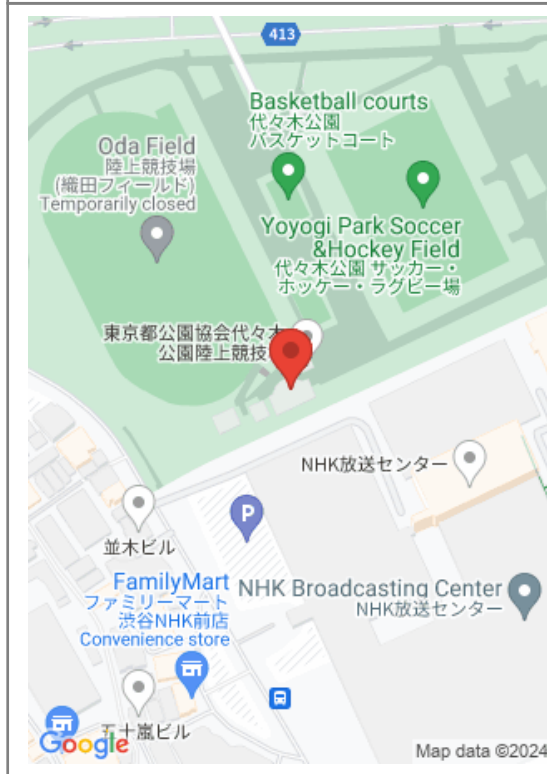 413
Basketball courts
代々木公園
バスケットコート
Oda Field
陸上競技場
(織田フィールド)
Temporarily closed
Yoyogi Park Soccer
&Hockey Field
代々木公園 サッカー・
ホッケー・ラグビー場
東京都公園協会代々木
公園陸上競技
NHK放送センター
P
並木ビル
FamilyMart
ファミリーマート
渋谷NHK前店
Convenience store
NHK Broadcasting Center
NHK放送センター
五十嵐ビル
Google
Map data ©2024